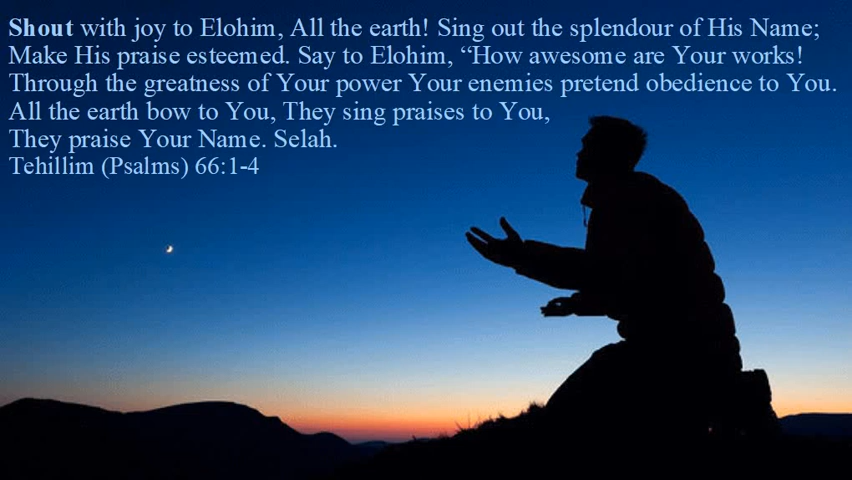 Shout with joy to Elohim, All the earth! Sing out the splendour of His Name;
Make His praise esteemed. Say to Elohim, “How awesome are Your works!
Through the greatness of Your power Your enemies pretend obedience to You.
All the earth bow to You, They sing praises to You,
They praise Your Name. Selah.
Tehillim (Psalms) 66:1-4